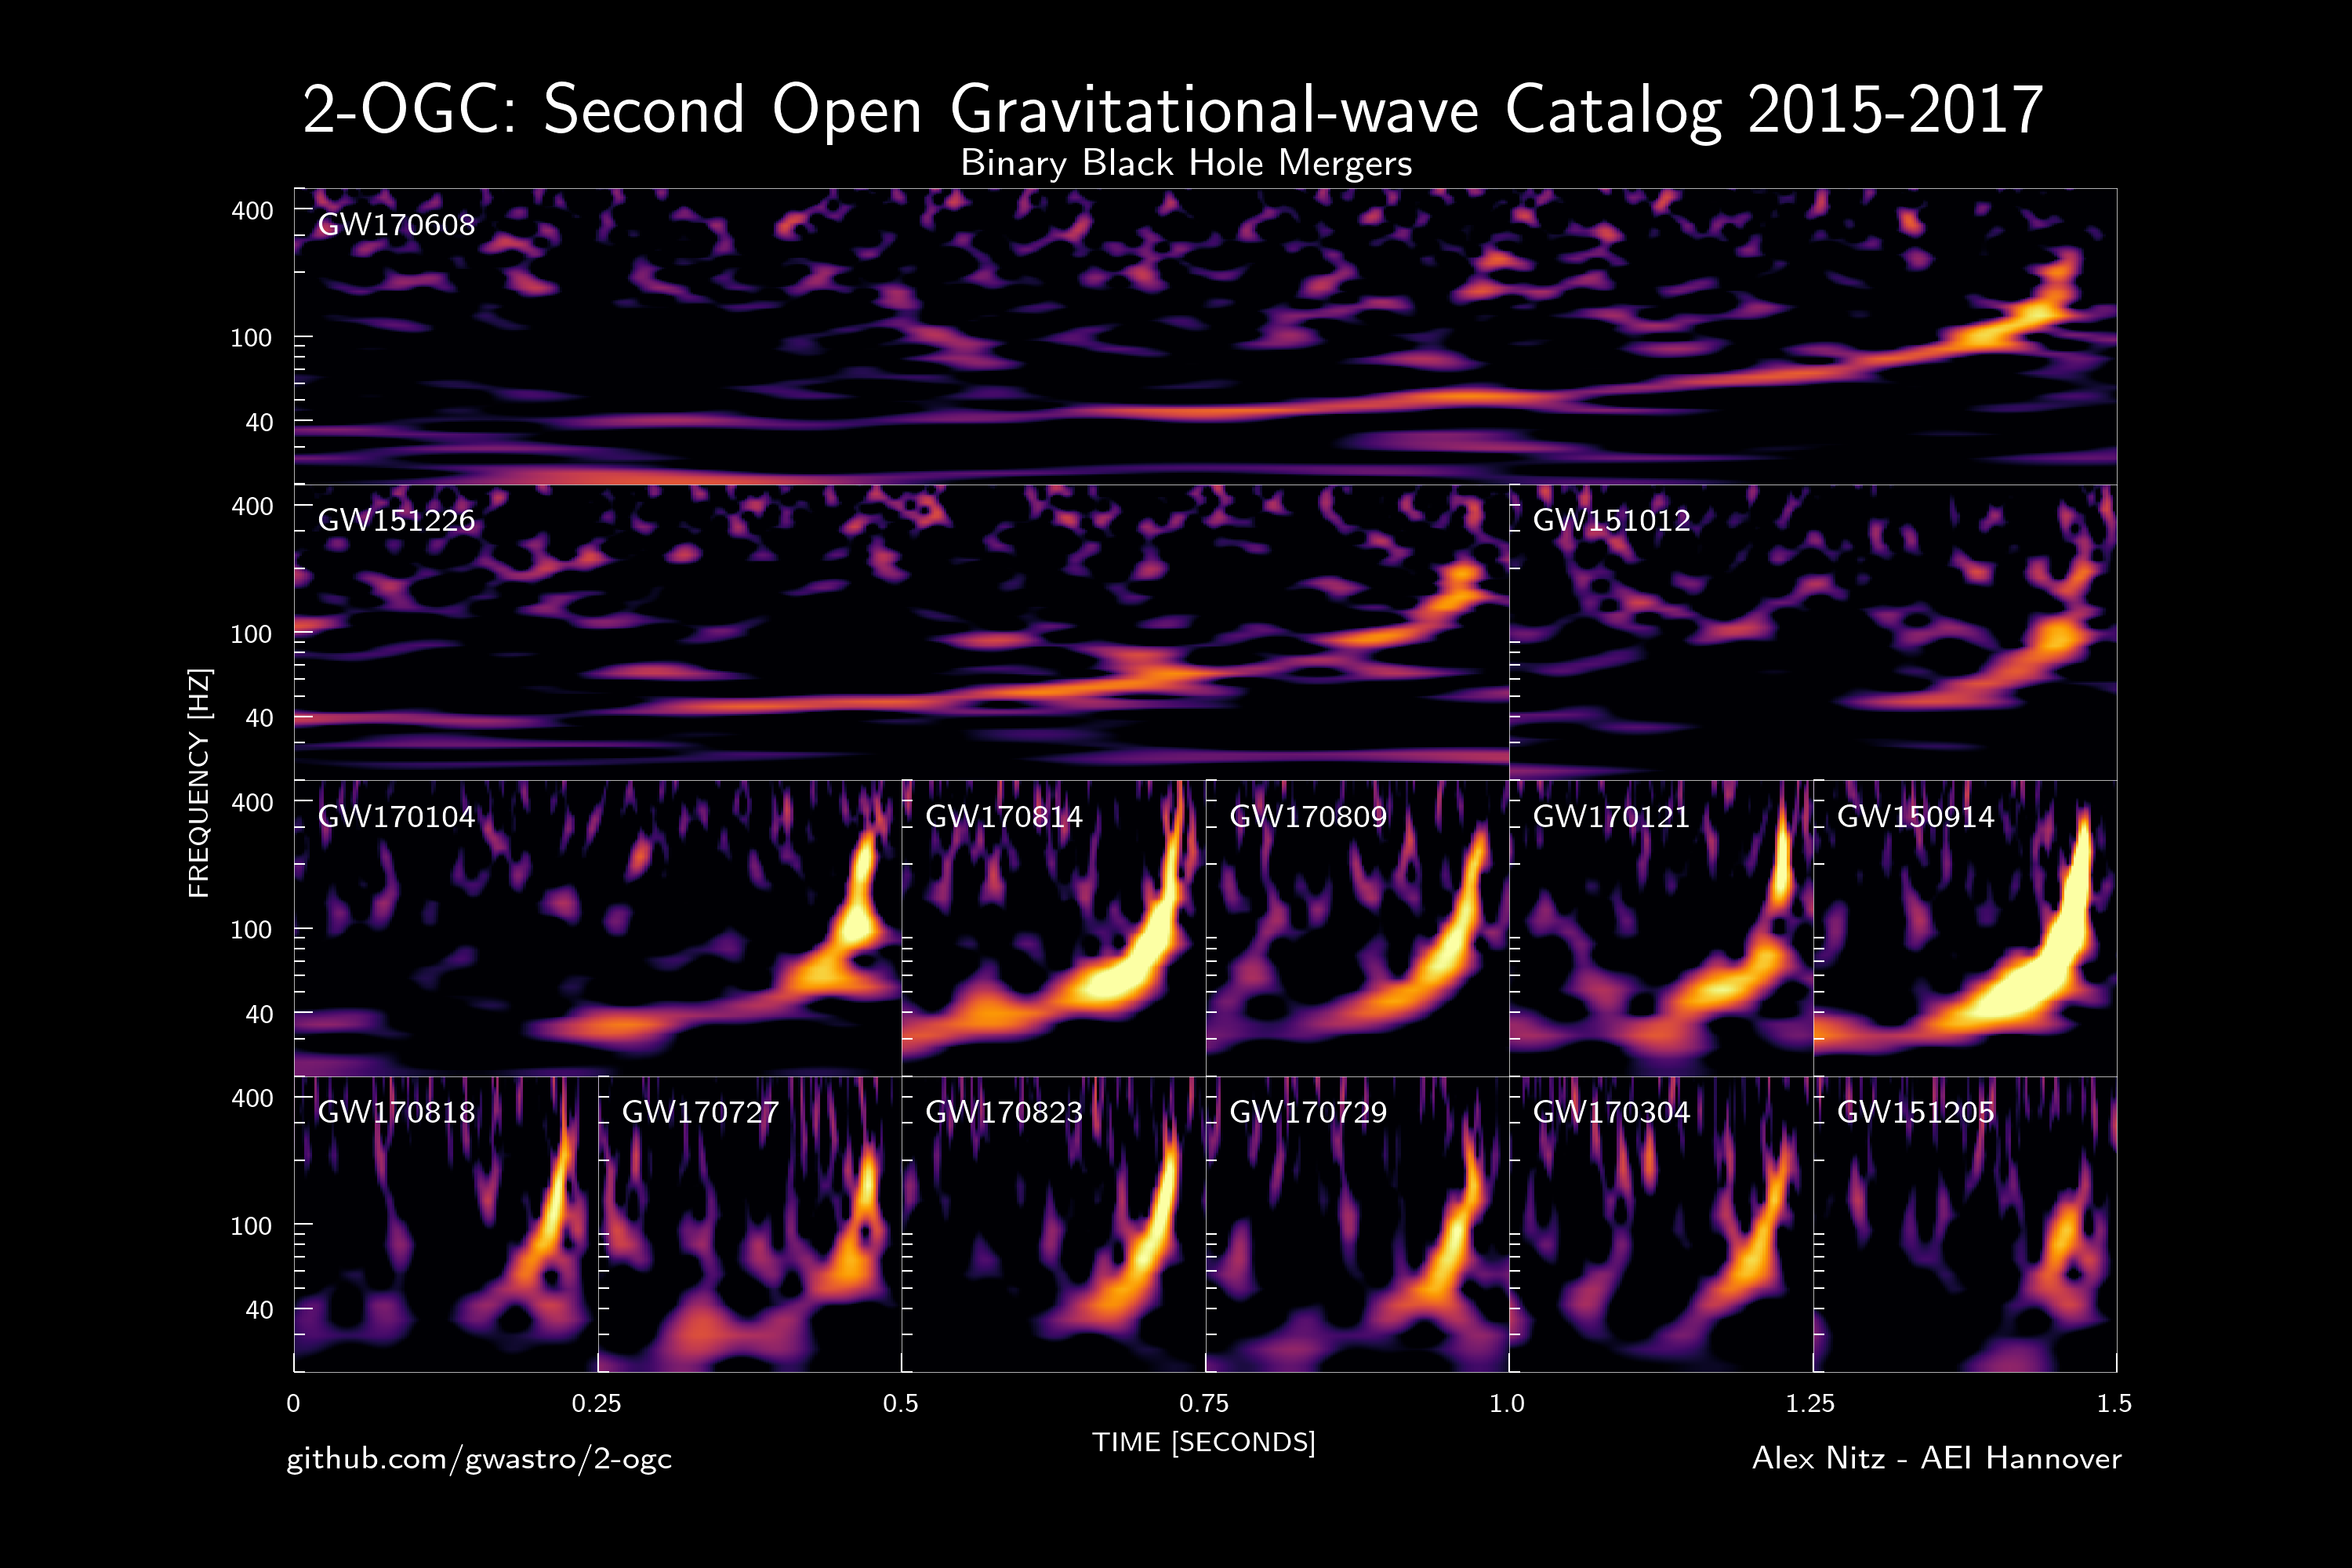 2-OGC: Second Open Gravitational-wave Catalog 2015-2017
Binary Black Hole Mergers
FREQUENCY [HZ]
400
100
40
GW170608
400
100
40
GW151226
GW151012
400
100
40
GW170104
GW170814
GW170809
GW170121
GW150914
400
100
40
GW170818
GW170727
GW170823
GW170729
GW170304
GW151205
0 0.25 0.5 0.75 1.0 1.25 1.5
TIME [SECONDS]
github.com/gwastro/2-ogc
Alex Nitz - AEI Hannover